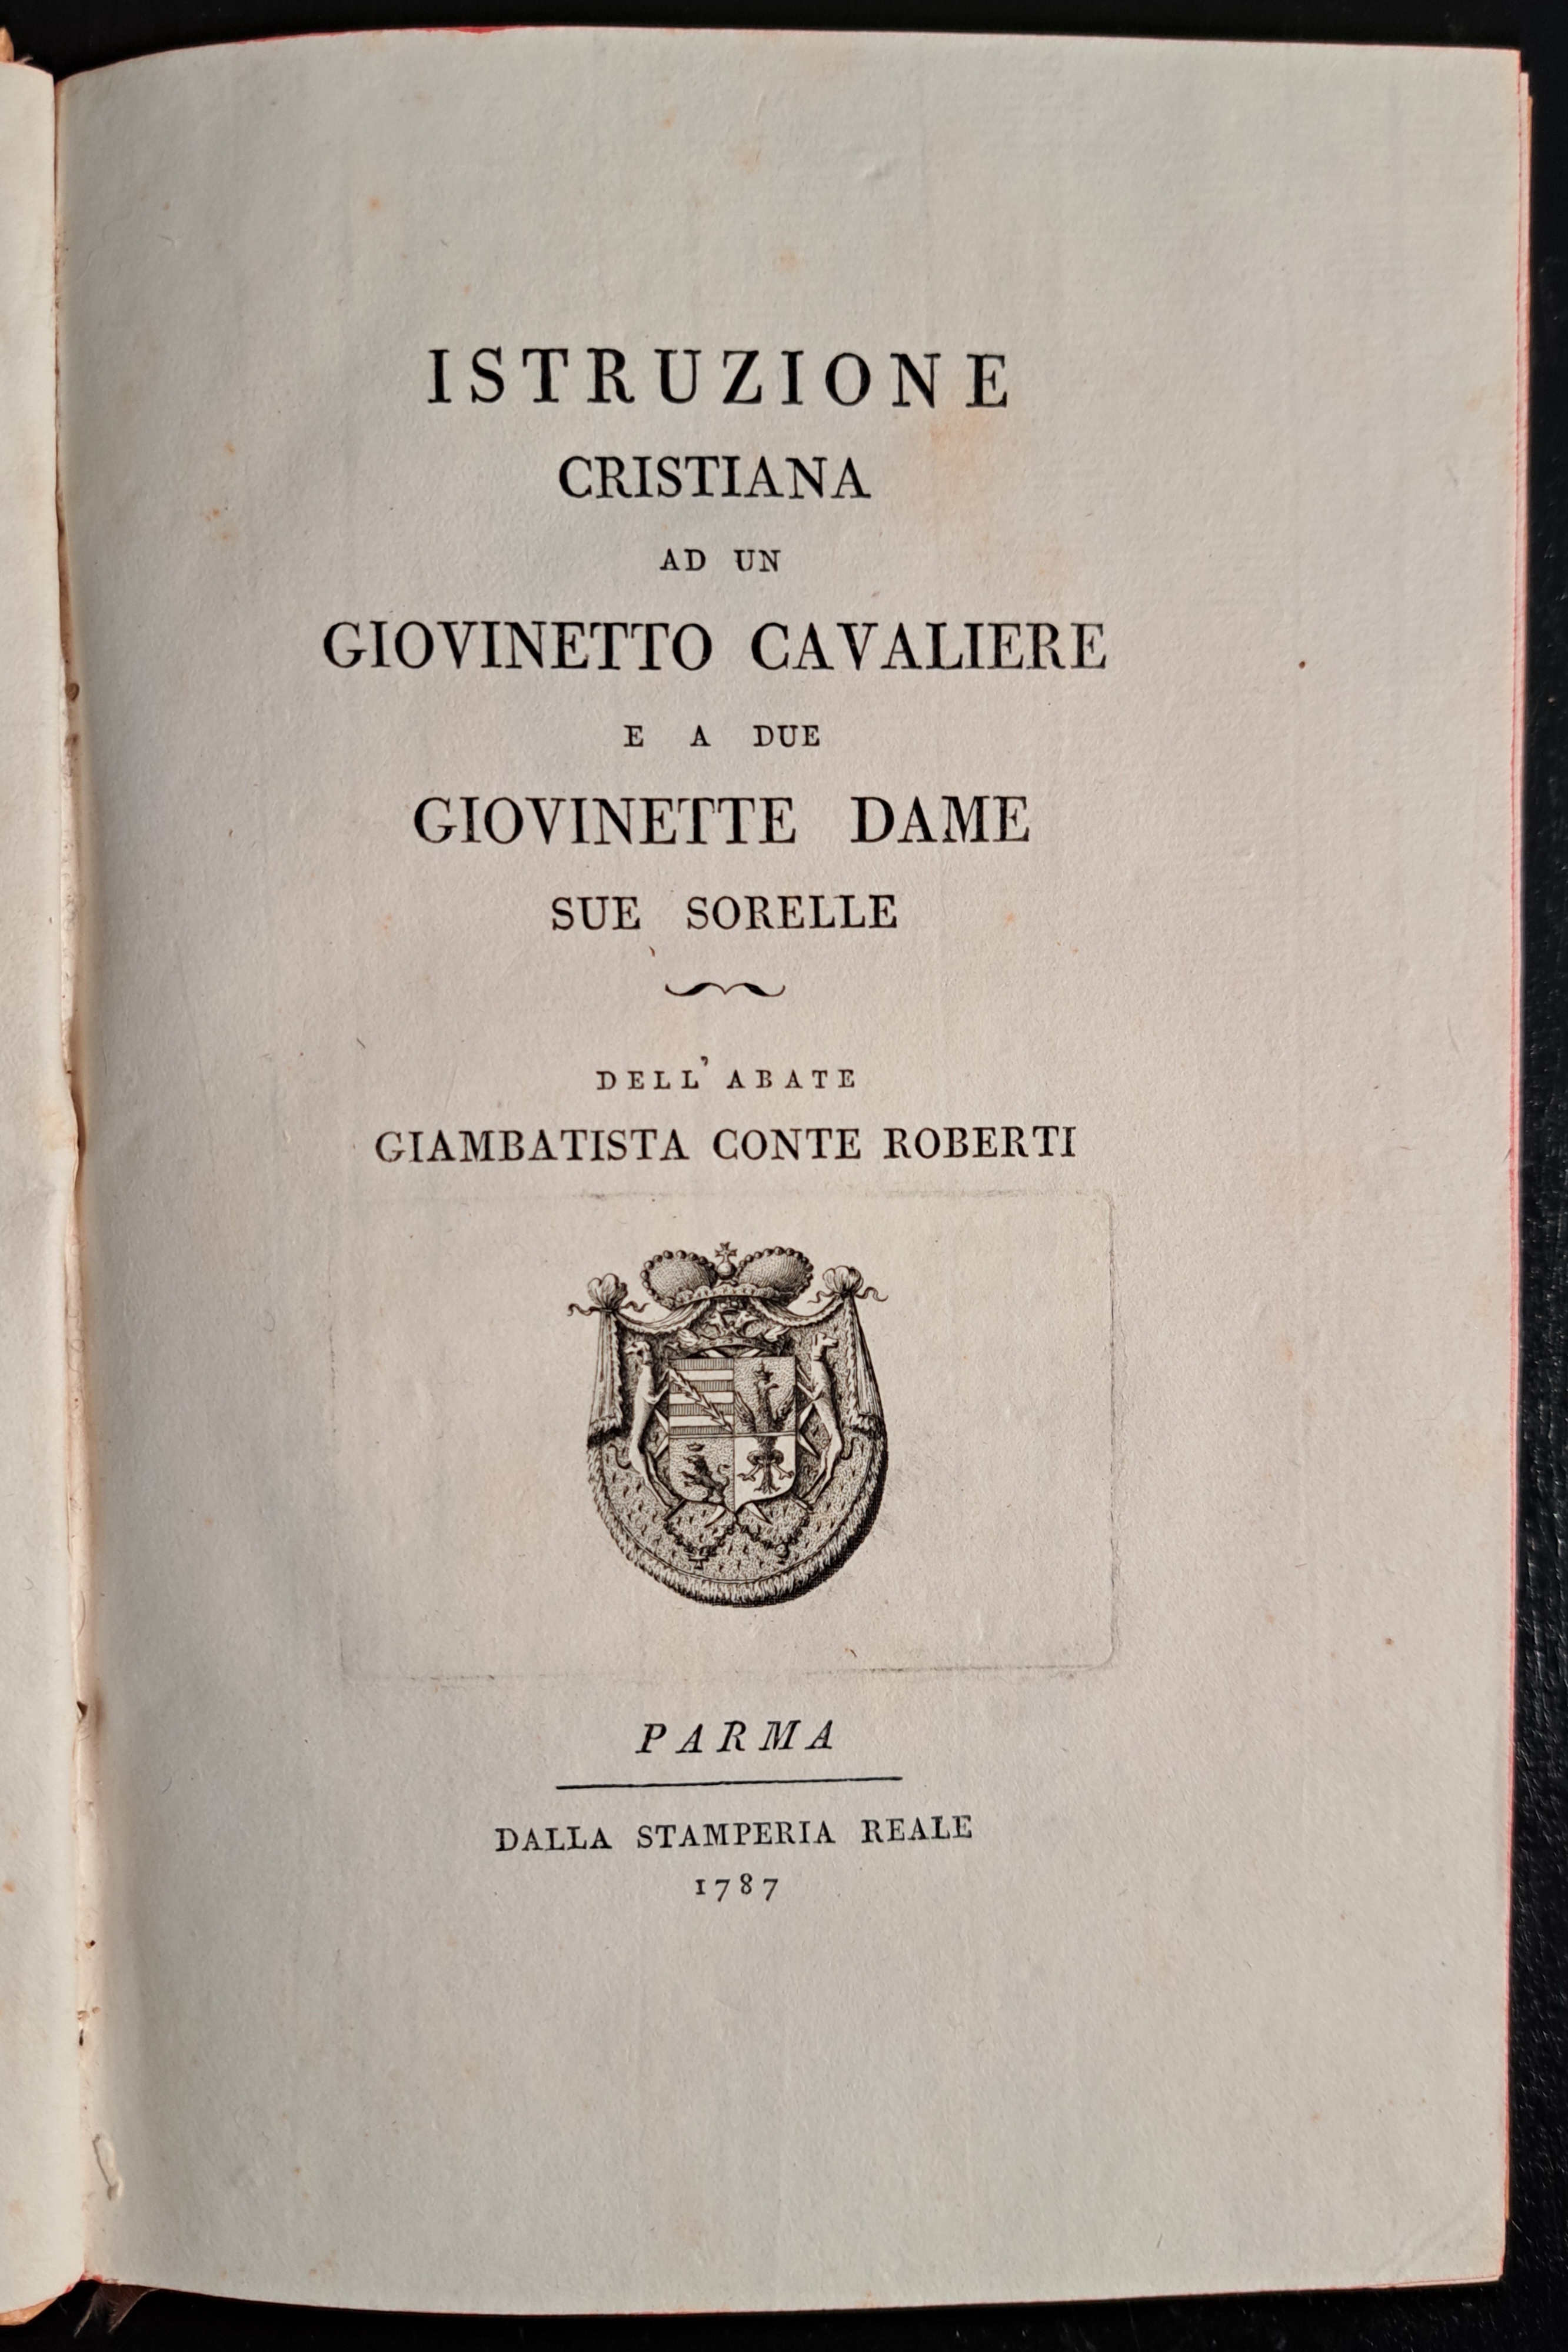 ISTRUZIONE
CRISTIANA
AD UN
GIOVINETTO CAVALIERE
E A DUE
GIOVINETTE DAME
SUE SORELLE
DELL' ABATE
GIAMBATISTA CONTE ROBERTI
PARMA
DALLA STAMPERIA REALE
1787